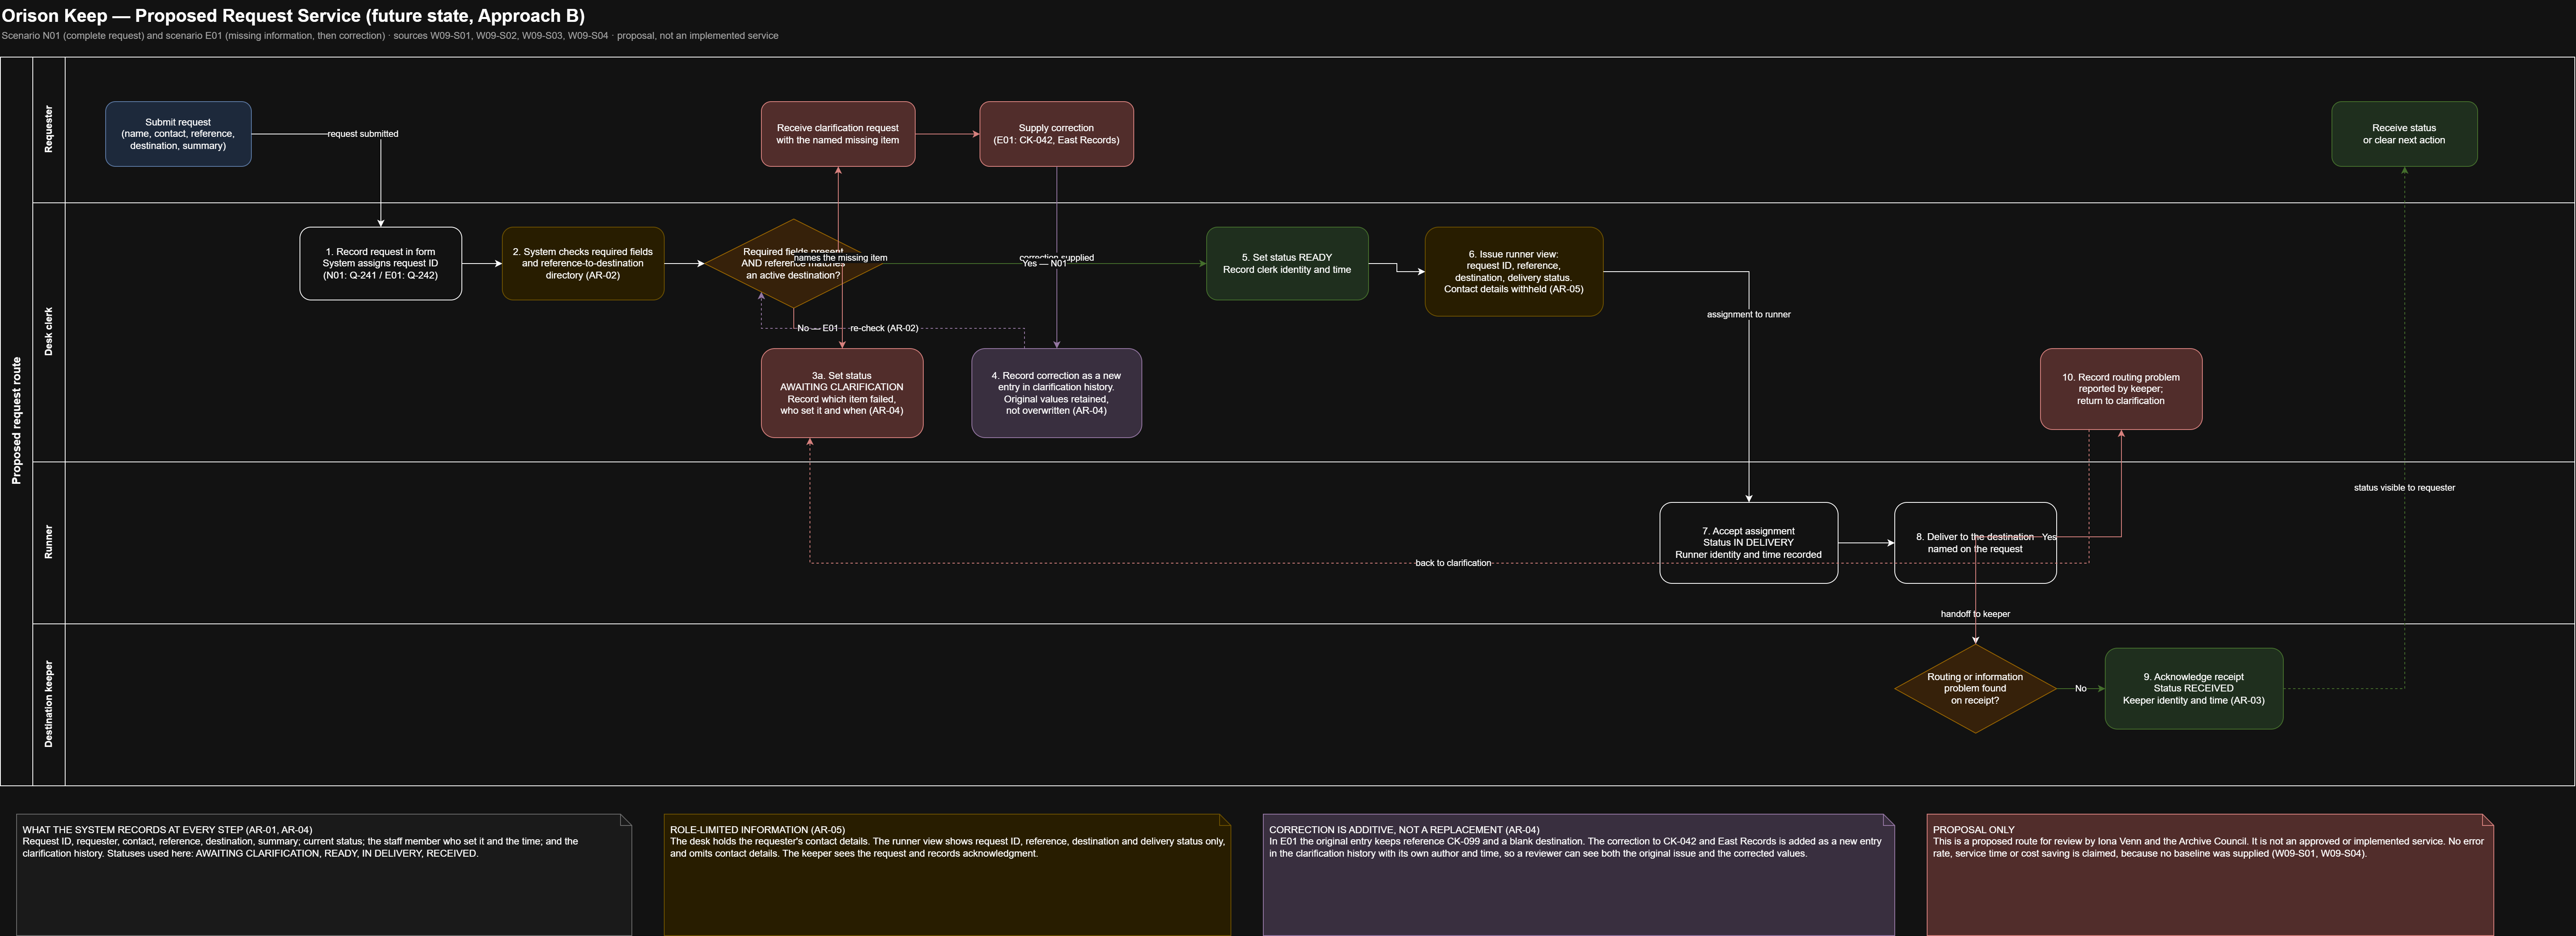 Orison Keep — Proposed Request Service (future state, Approach B)
Scenario N01 (complete request) and scenario E01 (missing information, then correction) · sources W09-S01, W09-S02, W09-S03, W09-S04 · proposal, not an implemented service
Proposed request route
Requester
Submit request
(name, contact, reference,
destination, summary)
request submitted
Receive clarification request
with the named missing item
Supply correction
(E01: CK-042, East Records)
Receive status
or clear next action
Desk clerk
1. Record request in form
System assigns request ID
(N01: Q-241 / E01: Q-242)
2. System checks required fields
and reference-to-destination
directory (AR-02)
Required fields present
AND reference matches
an active destination?
names the missing item
correction supplied
Yes — N01
5. Set status READY
Record clerk identity and time
6. Issue runner view:
request ID, reference,
destination, delivery status.
Contact details withheld (AR-05)
assignment to runner
No — E01
re-check (AR-02)
3a. Set status
AWAITING CLARIFICATION
Record which item failed,
who set it and when (AR-04)
4. Record correction as a new
entry in clarification history.
Original values retained,
not overwritten (AR-04)
10. Record routing problem
reported by keeper;
return to clarification
Runner
status visible to requester
7. Accept assignment
Status IN DELIVERY
Runner identity and time recorded
8. Deliver to the destination
named on the request
Yes
back to clarification
handoff to keeper
Destination keeper
Routing or information
problem found
on receipt?
No
9. Acknowledge receipt
Status RECEIVED
Keeper identity and time (AR-03)
WHAT THE SYSTEM RECORDS AT EVERY STEP (AR-01, AR-04)
Request ID, requester, contact, reference, destination, summary; current status; the staff member who set it and the time; and the
clarification history. Statuses used here: AWAITING CLARIFICATION, READY, IN DELIVERY, RECEIVED.
ROLE-LIMITED INFORMATION (AR-05)
The desk holds the requester's contact details. The runner view shows request ID, reference, destination and delivery status only,
and omits contact details. The keeper sees the request and records acknowledgment.
CORRECTION IS ADDITIVE, NOT A REPLACEMENT (AR-04)
In E01 the original entry keeps reference CK-099 and a blank destination. The correction to CK-042 and East Records is added as a new entry
in the clarification history with its own author and time, so a reviewer can see both the original issue and the corrected values.
PROPOSAL ONLY
This is a proposed route for review by Iona Venn and the Archive Council. It is not an approved or implemented service. No error
rate, service time or cost saving is claimed, because no baseline was supplied (W09-S01, W09-S04).